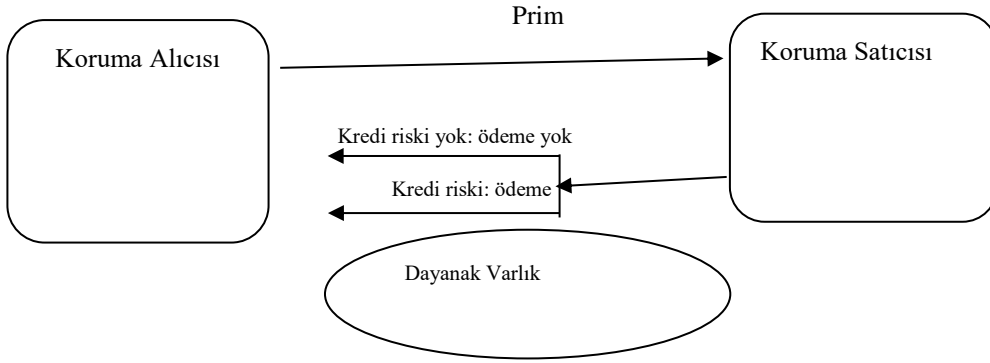 Prim
Koruma Alıcısı
Koruma Satıcısı
Kredi riski yok: ödeme yok
Kredi riski: ödeme
Dayanak Varlık